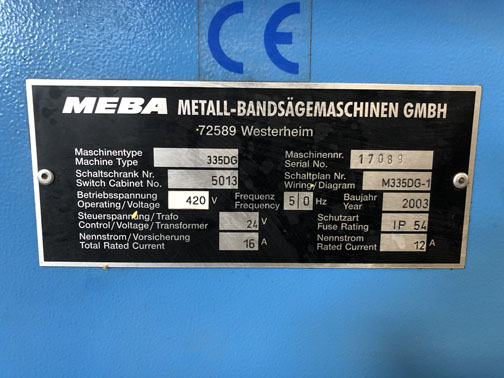 CE
MEBA METALL-BANDSÄGEMASCHINEN GMBH
72589 Westerheim
Maschinentype
Machine Type 335DG
Maschinennr.
Serial No. 17089
Schaltschrank Nr.
Switch Cabinet No. 5013
Schaltplan Nr.
Wiring/Diagram M335DG-1
Betriebsspannung
Operating/Voltage 420 V
Frequenz
Frequency 50 Hz
Baujahr
Year 2003
Steuerspannung/Trafo
Control/Voltage/Transformer 24 V
Schutzart
Fuse Rating IP 54
Nennstrom/Vorsicherung
Total Rated Current 16 A
Nennstrom
Rated Current 12 A